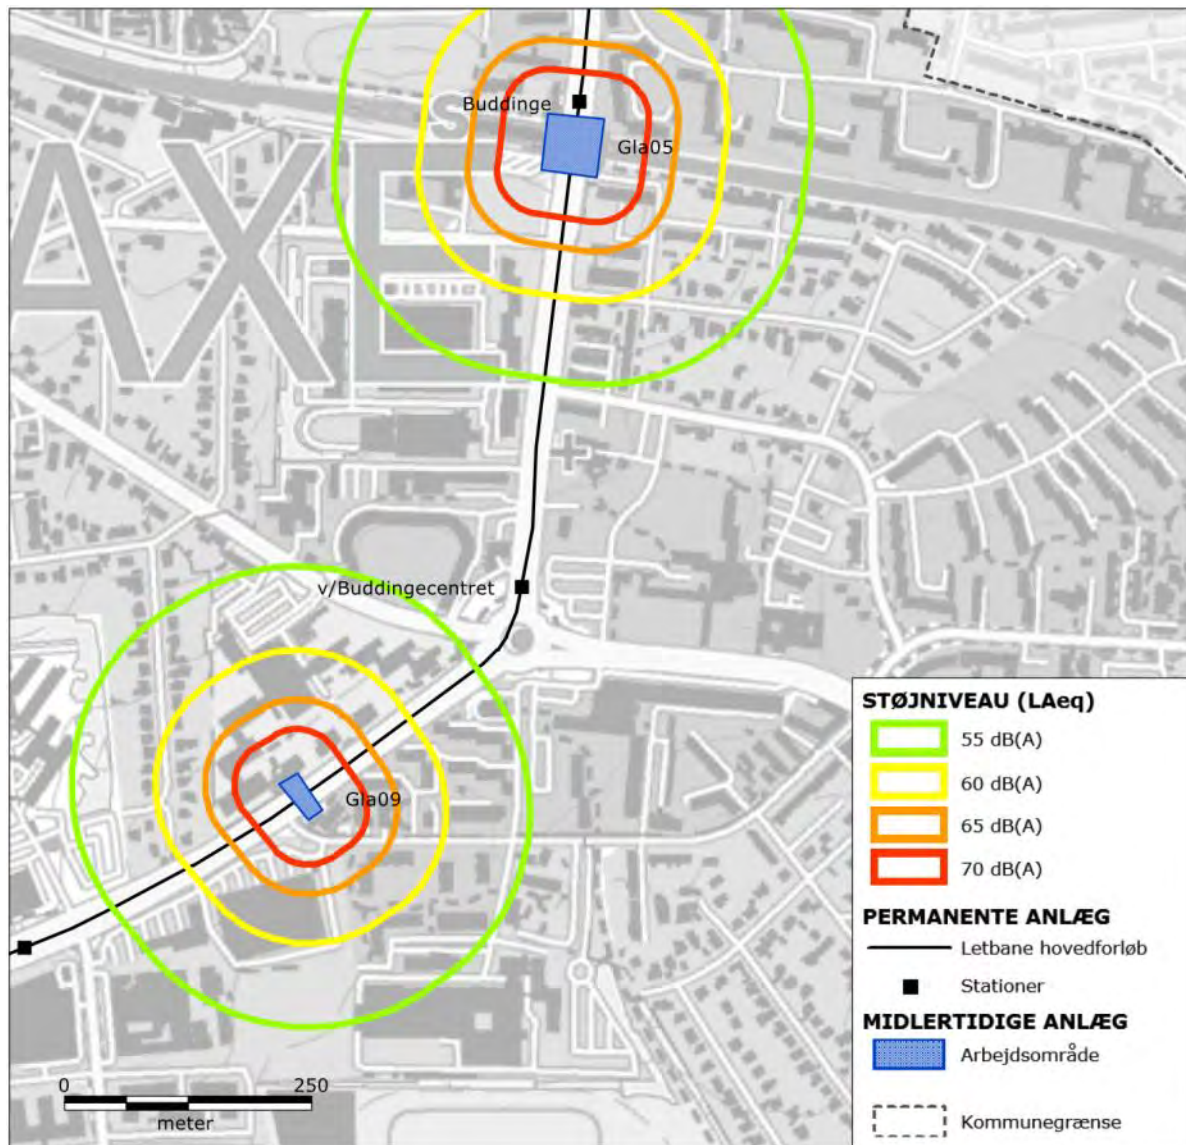 Buddinge
S
Gla05
AXE
v/Buddingecentret
Gla09
0 250
meter
STØJNIVEAU (LAeq)
55 dB(A)
60 dB(A)
65 dB(A)
70 dB(A)
PERMANENTE ANLÆG
Letbane hovedforløb
Stationer
MIDLERTIDIGE ANLÆG
Arbejdsområde
Kommunegrænse